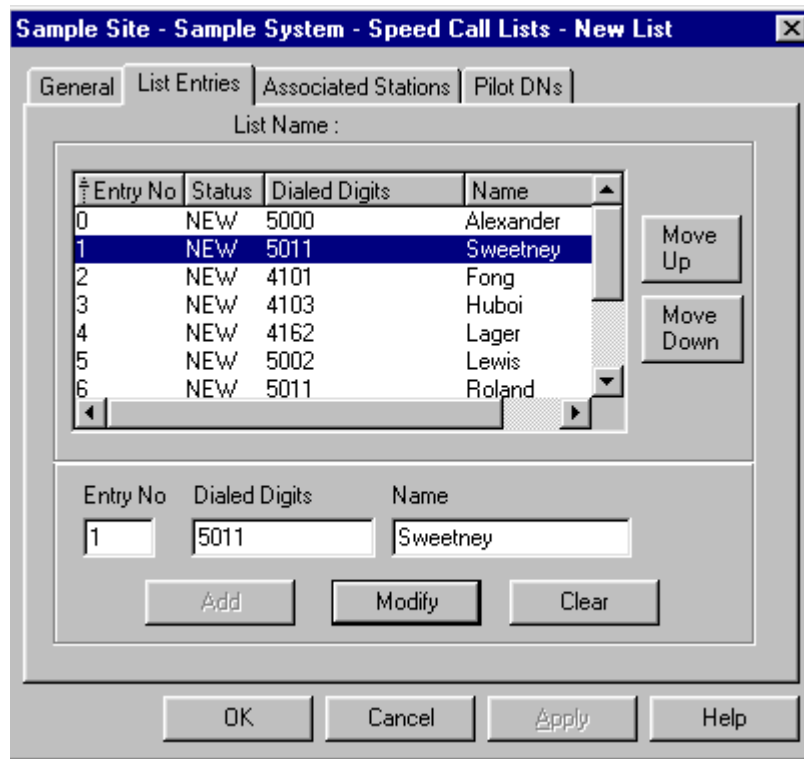 Sample Site - Sample System - Speed Call Lists - New List
General List Entries Associated Stations Pilot DNs
List Name :
Entry No Status Dialed Digits Name
0 NEW 5000 Alexander
1 NEW 5011 Sweetney
2 NEW 4101 Fong
3 NEW 4103 Huboi
4 NEW 4162 Lager
5 NEW 5002 Lewis
6 NEW 5011 Roland
Move Up
Move Down
Entry No Dialed Digits Name
1 5011 Sweetney
Add Modify Clear
OK Cancel Apply Help